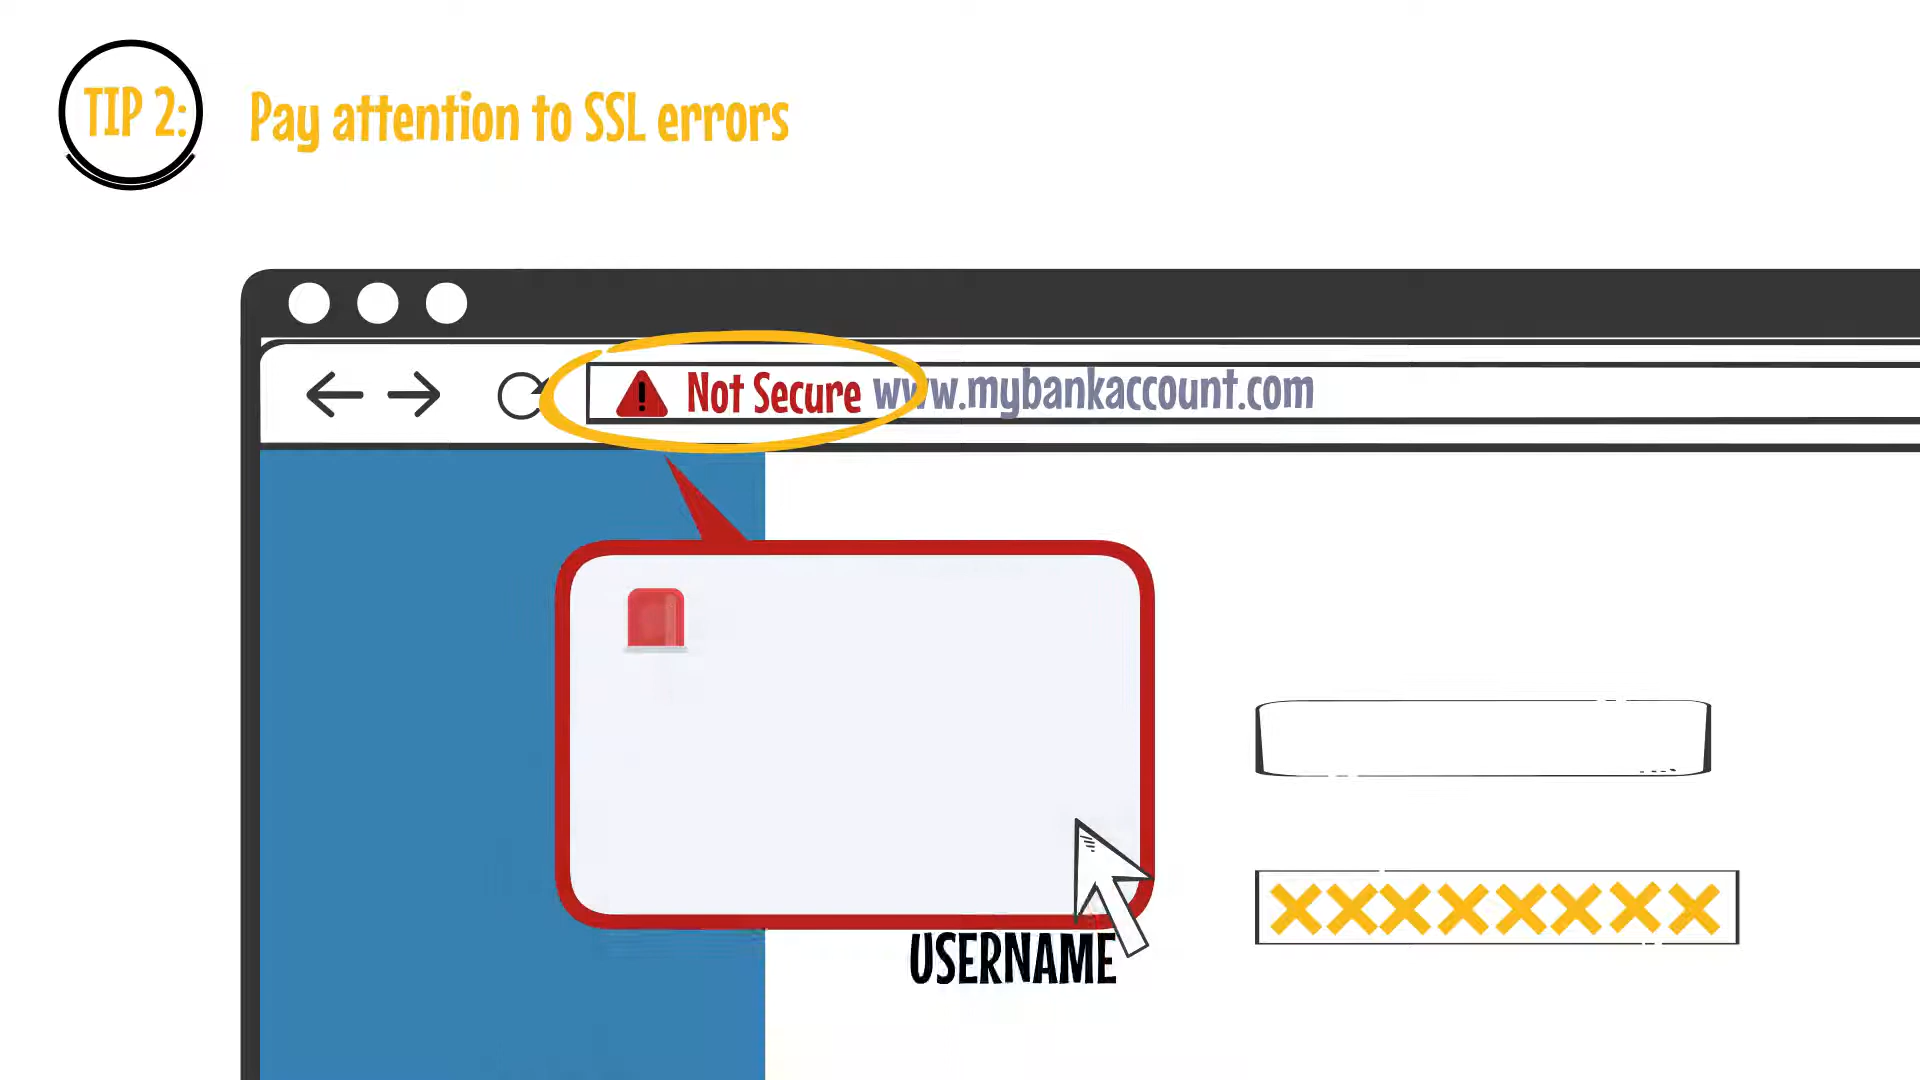 TIP 2:
Pay attention to SSL errors
Not Secure www.mybankaccount.com
XXXXXXXX
USERNAME